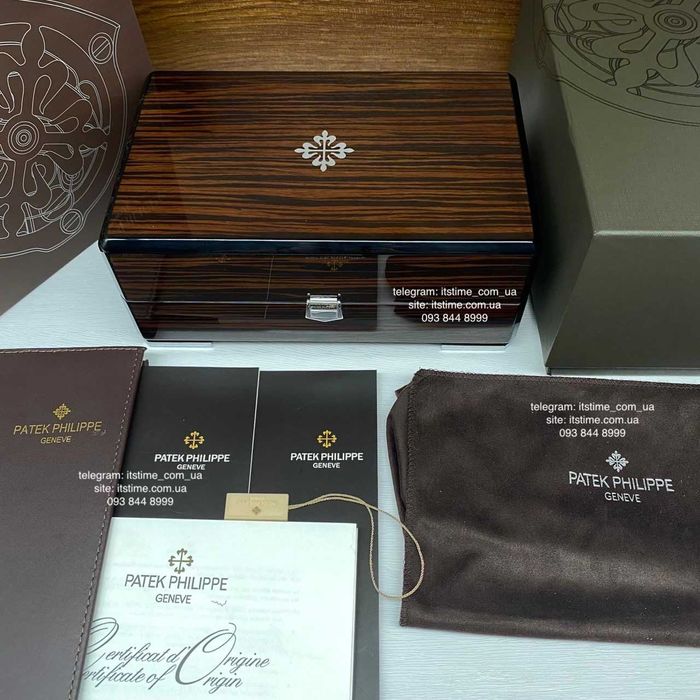 telegram: itstime_com_ua
site: itstime.com.ua
093 844 8999
PATEK PHILIPPE
GENEVE
PATEK PHILIPPE
GENEVE
PATEK PHILIPPE
GENEVE
telegram: itstime_com_ua
site: itstime.com.ua
093 844 8999
PATEK PHILIPPE
GENEVE
telegram: itstime_com_ua
site: itstime.com.ua
093 844 8999
PATEK PHILIPPE
GENEVE
Certificat d'Origine
Certificate of Origin